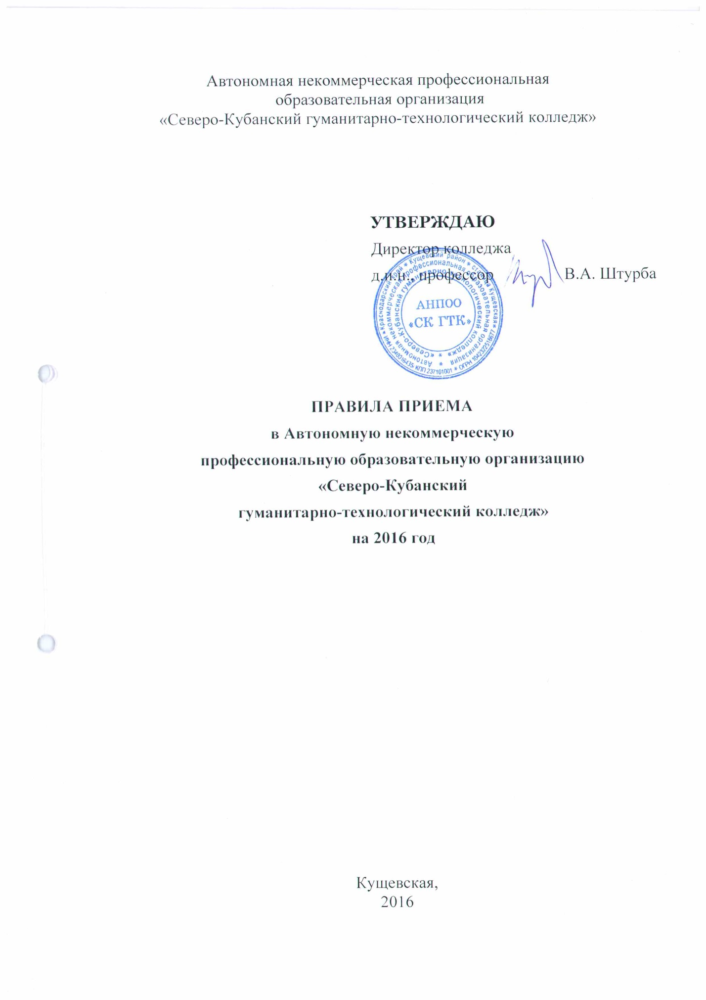 Автономная некоммерческая профессиональная
образовательная организация
«Северо-Кубанский гуманитарно-технологический колледж»
УТВЕРЖДАЮ
Директор колледжа
д.и.н., профессор В.А. Штурба
Краснодарский край * Кущевский район * станица Кущевская *
ИНН 2340016435 КПП 237101001 * ОГРН 1042322518677 *
Автономная некоммерческая профессиональная образовательная организация *
«Северо-Кубанский гуманитарно-технологический колледж» *
АНПОО
«СК ГТК»
ПРАВИЛА ПРИЕМА
в Автономную некоммерческую
профессиональную образовательную организацию
«Северо-Кубанский
гуманитарно-технологический колледж»
на 2016 год
Кущевская,
2016